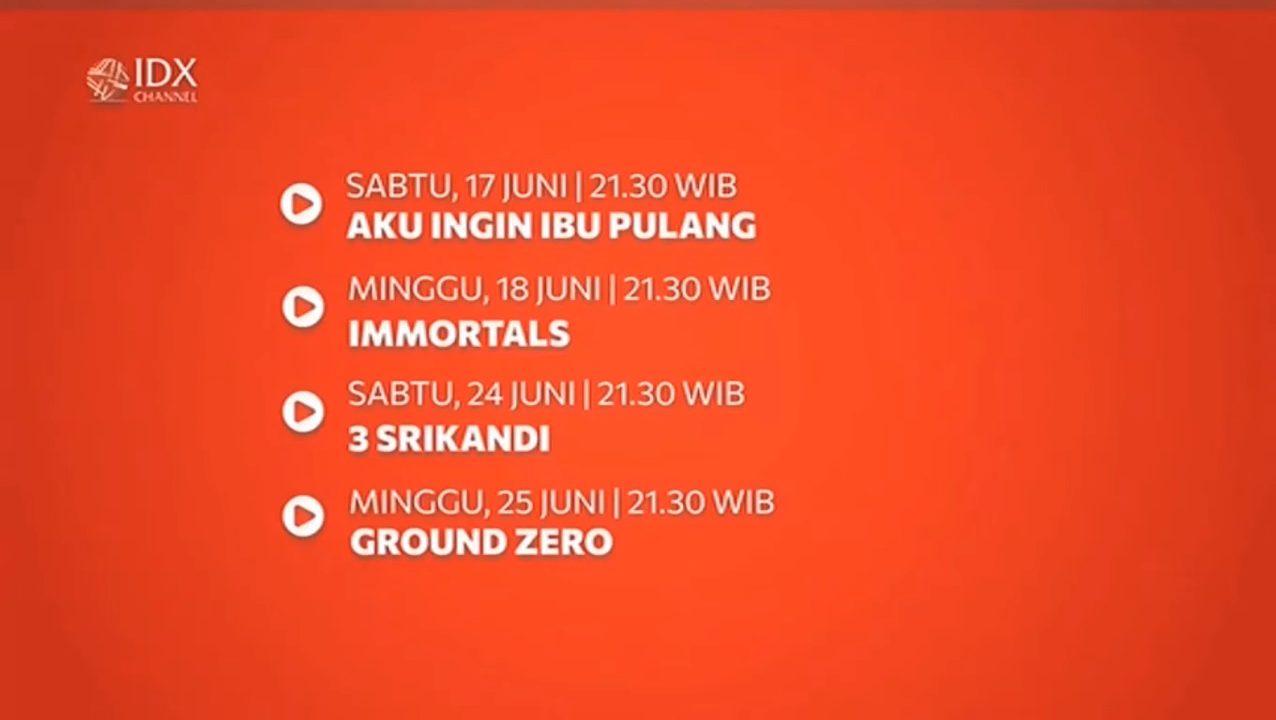 IDX
CHANNEL
SABTU, 17 JUNI | 21.30 WIB
AKU INGIN IBU PULANG
MINGGU, 18 JUNI | 21.30 WIB
IMMORTALS
SABTU, 24 JUNI | 21.30 WIB
3 SRIKANDI
MINGGU, 25 JUNI | 21.30 WIB
GROUND ZERO